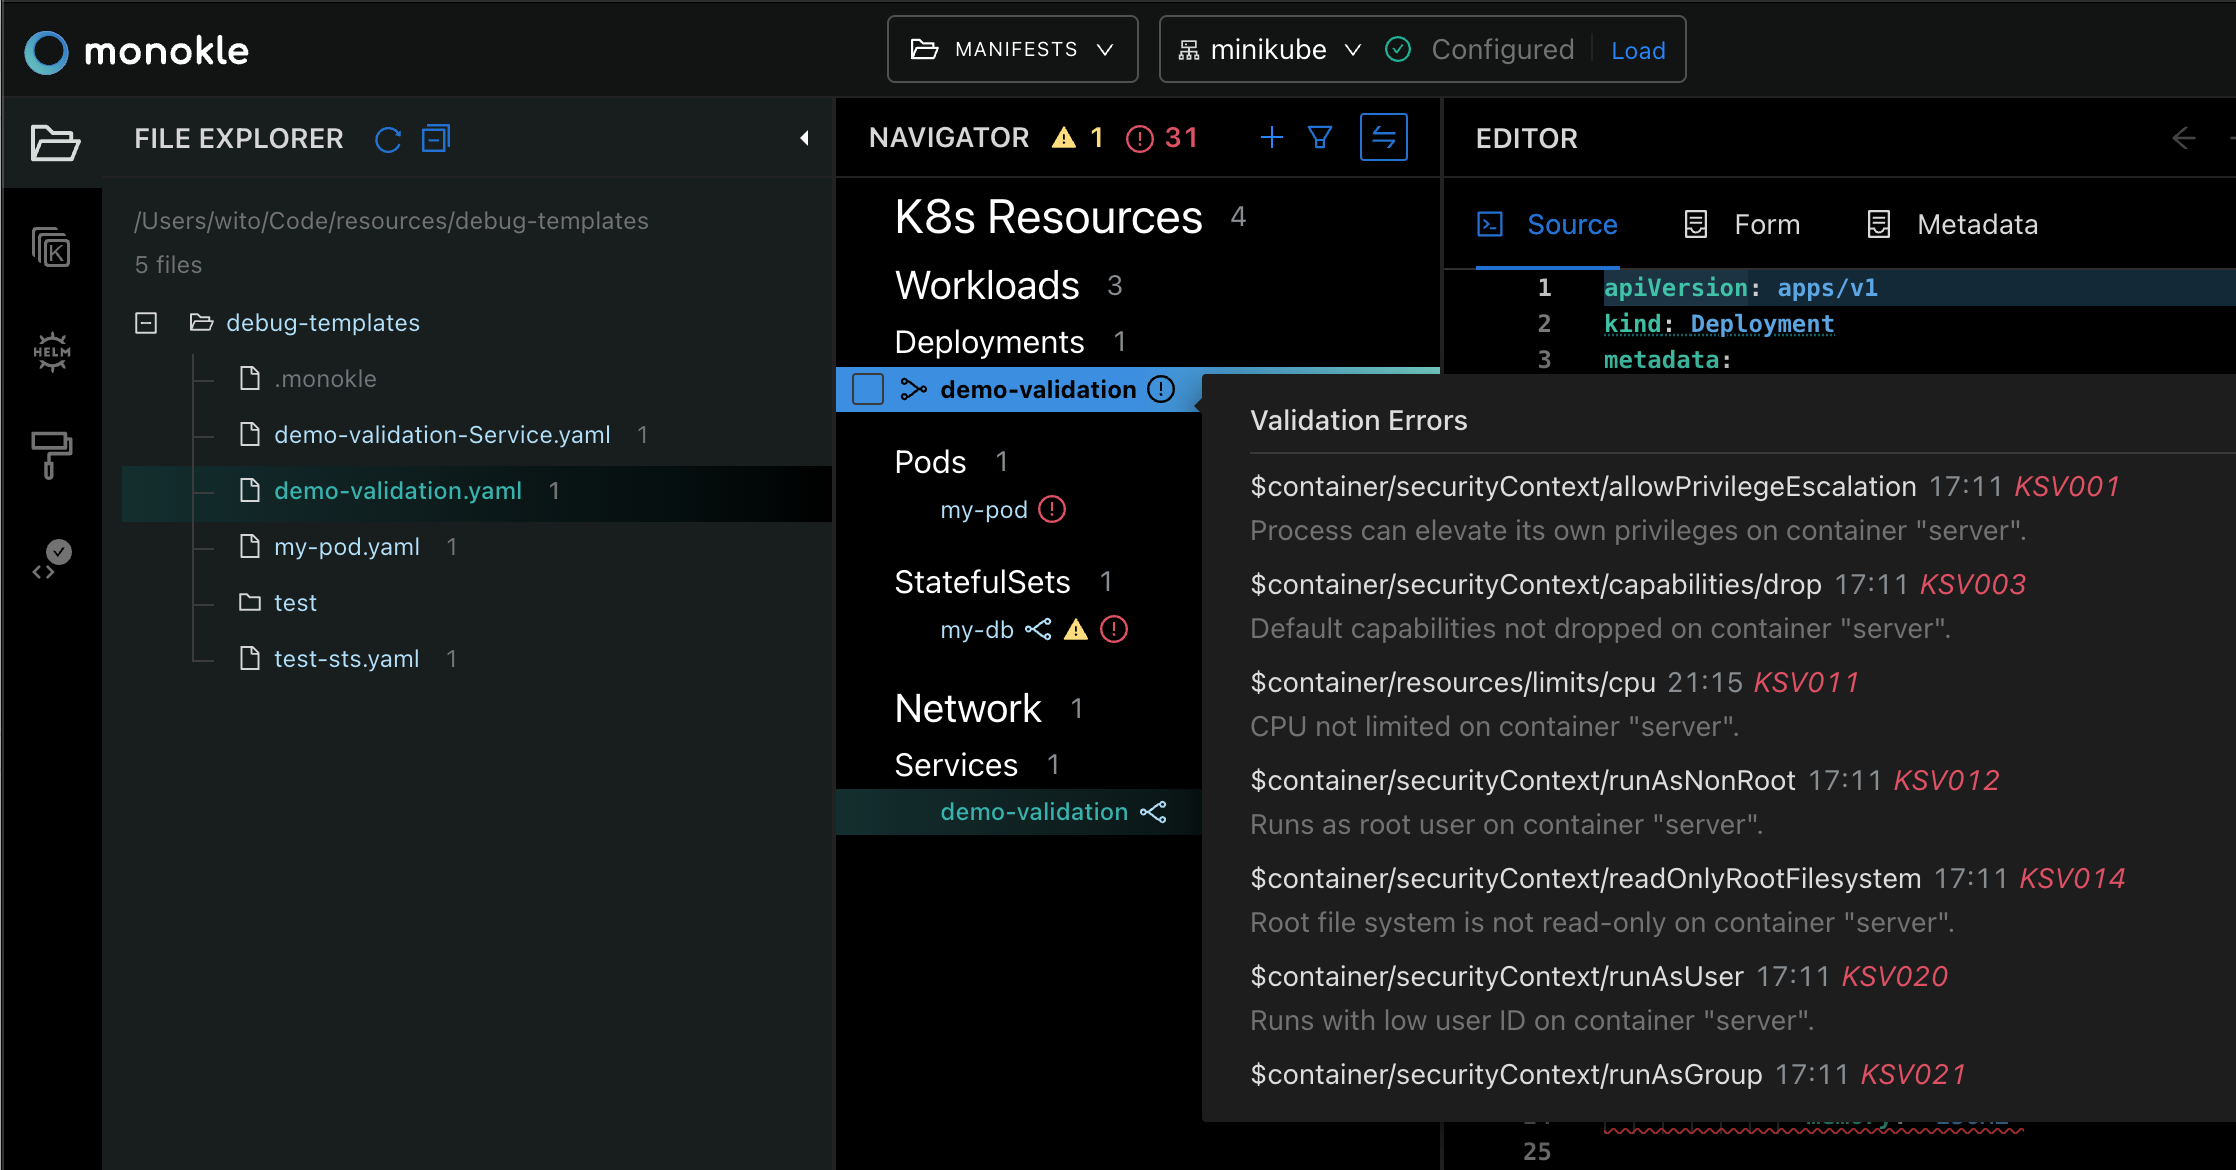 monokle
MANIFESTS
minikube Configured Load
FILE EXPLORER
/Users/wito/Code/resources/debug-templates
5 files
debug-templates
.monokle
demo-validation-Service.yaml 1
demo-validation.yaml 1
my-pod.yaml 1
test
test-sts.yaml 1
HELM
NAVIGATOR 1 31
K8s Resources 4
Workloads 3
Deployments 1
demo-validation
Pods 1
my-pod
StatefulSets 1
my-db
Network 1
Services 1
demo-validation
EDITOR
Source Form Metadata
1 apiVersion: apps/v1
2 kind: Deployment
3 metadata:
Validation Errors
$container/securityContext/allowPrivilegeEscalation 17:11 KSV001
Process can elevate its own privileges on container "server".
$container/securityContext/capabilities/drop 17:11 KSV003
Default capabilities not dropped on container "server".
$container/resources/limits/cpu 21:15 KSV011
CPU not limited on container "server".
$container/securityContext/runAsNonRoot 17:11 KSV012
Runs as root user on container "server".
$container/securityContext/readOnlyRootFilesystem 17:11 KSV014
Root file system is not read-only on container "server".
$container/securityContext/runAsUser 17:11 KSV020
Runs with low user ID on container "server".
$container/securityContext/runAsGroup 17:11 KSV021
25